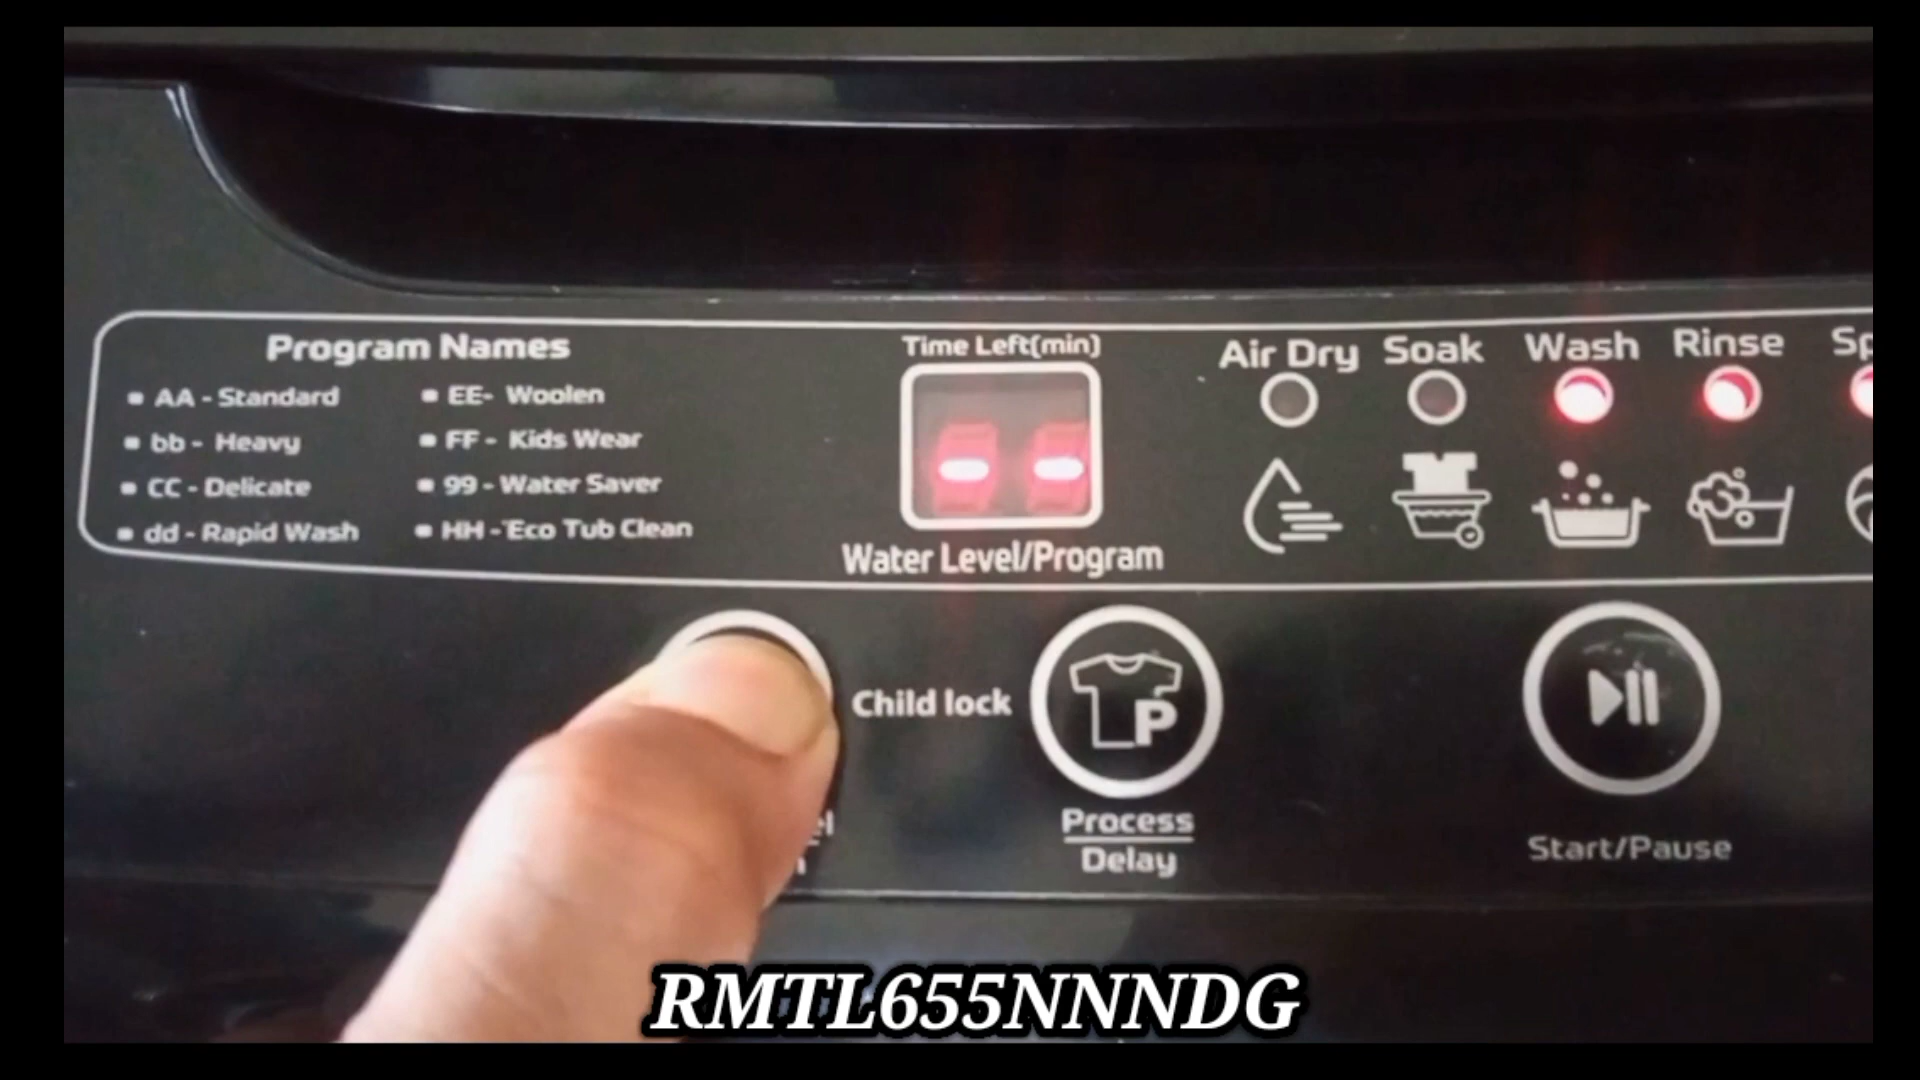 Program Names
AA - Standard
bb - Heavy
CC - Delicate
dd - Rapid Wash
EE- Woolen
FF - Kids Wear
99 - Water Saver
HH - Eco Tub Clean
Time Left(min)
--
Water Level/Program
Air Dry
Soak
Wash
Rinse
Child lock
P
Process
Delay
Start/Pause
RMTL655NNNDG